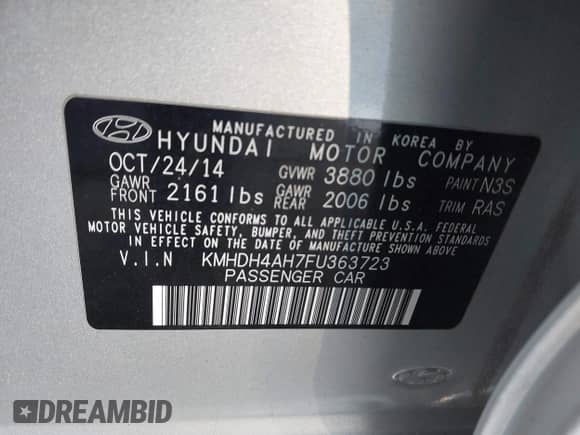 MANUFACTURED IN KOREA BY
HYUNDAI MOTOR COMPANY
OCT/24/14 GVWR 3880 lbs PAINT N3S
GAWR FRONT 2161 lbs GAWR REAR 2006 lbs TRIM RAS
THIS VEHICLE CONFORMS TO ALL APPLICABLE U.S.A. FEDERAL
MOTOR VEHICLE SAFETY, BUMPER, AND THEFT PREVENTION STANDARDS
IN EFFECT ON THE DATE OF MANUFACTURE SHOWN ABOVE
V.I.N KMHDH4AH7FU363723
PASSENGER CAR
DREAMBID